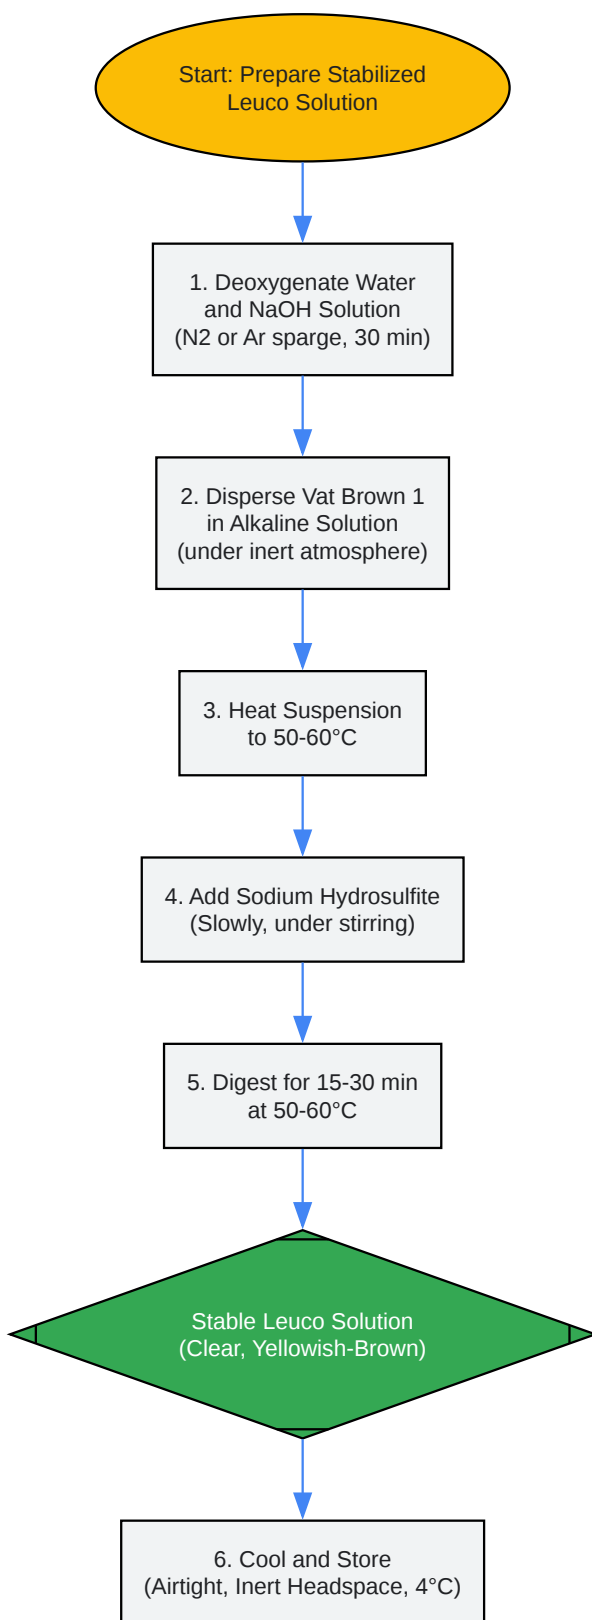 Start: Prepare Stabilized
Leuco Solution
1. Deoxygenate Water
and NaOH Solution
(N2 or Ar sparge, 30 min)
2. Disperse Vat Brown 1
in Alkaline Solution
(under inert atmosphere)
3. Heat Suspension
to 50-60°C
4. Add Sodium Hydrosulfite
(Slowly, under stirring)
5. Digest for 15-30 min
at 50-60°C
Stable Leuco Solution
(Clear, Yellowish-Brown)
6. Cool and Store
(Airtight, Inert Headspace, 4°C)